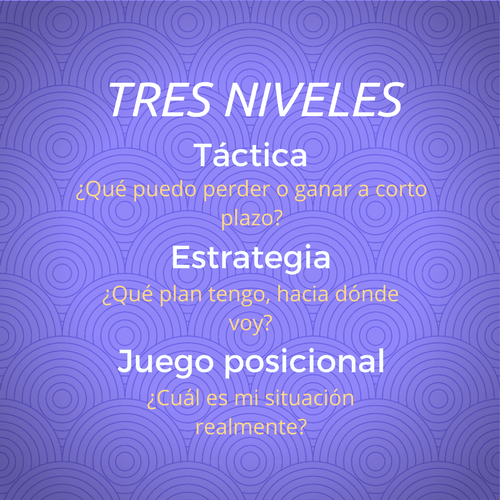 TRES NIVELES
Táctica
¿Qué puedo perder o ganar a corto
plazo?
Estrategia
¿Qué plan tengo, hacia dónde
voy?
Juego posicional
¿Cuál es mi situación
realmente?